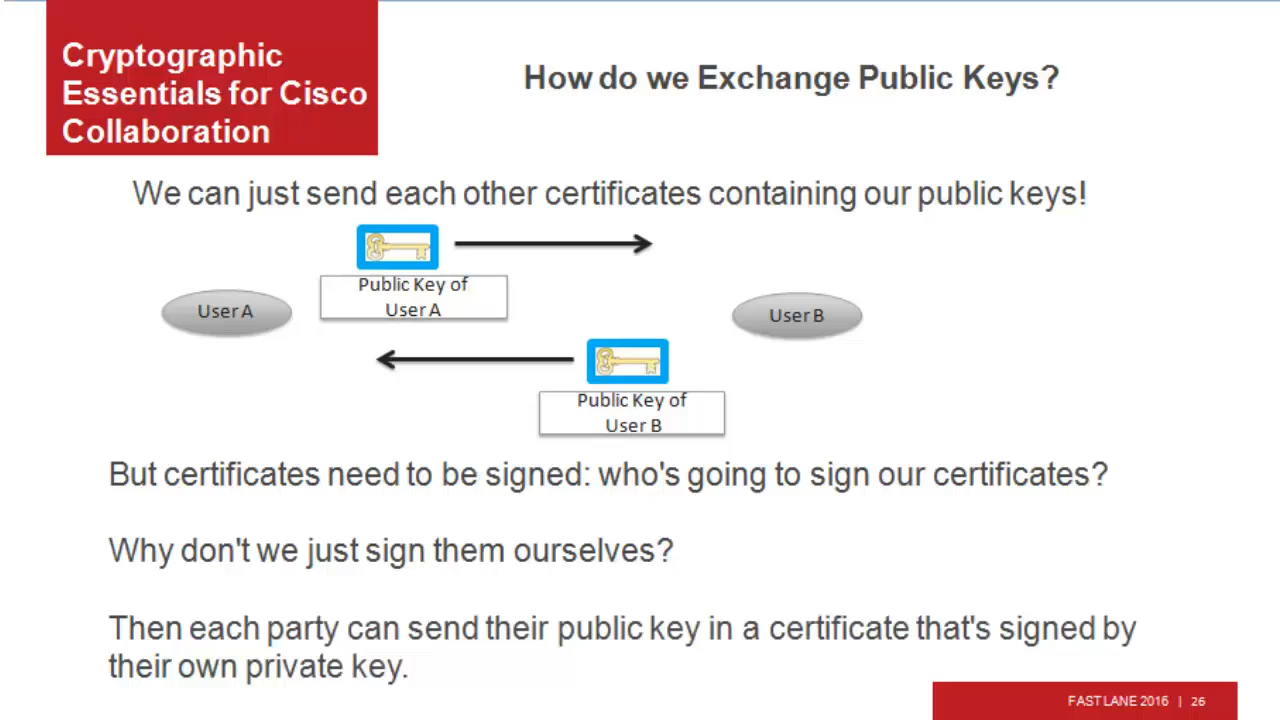 Cryptographic
Essentials for Cisco
Collaboration
How do we Exchange Public Keys?
We can just send each other certificates containing our public keys!
Public Key of
User A
User A
User B
Public Key of
User B
But certificates need to be signed: who's going to sign our certificates?
Why don't we just sign them ourselves?
Then each party can send their public key in a certificate that's signed by
their own private key.
FAST LANE 2016 | 26